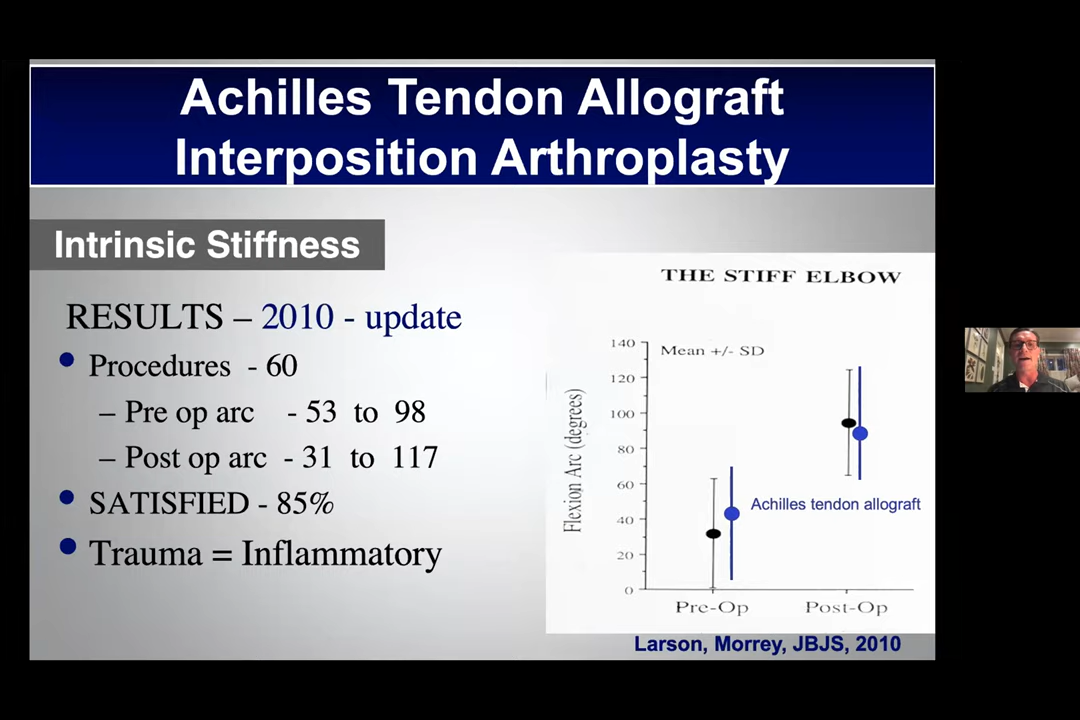 Achilles Tendon Allograft
Interposition Arthroplasty
Intrinsic Stiffness
RESULTS – 2010 - update
• Procedures - 60
– Pre op arc - 53 to 98
– Post op arc - 31 to 117
• SATISFIED - 85%
• Trauma = Inflammatory
THE STIFF ELBOW
Mean +/- SD
Flexion Arc (degrees)
140
120
100
80
60
40
20
0
Achilles tendon allograft
Pre-Op Post-Op
Larson, Morrey, JBJS, 2010